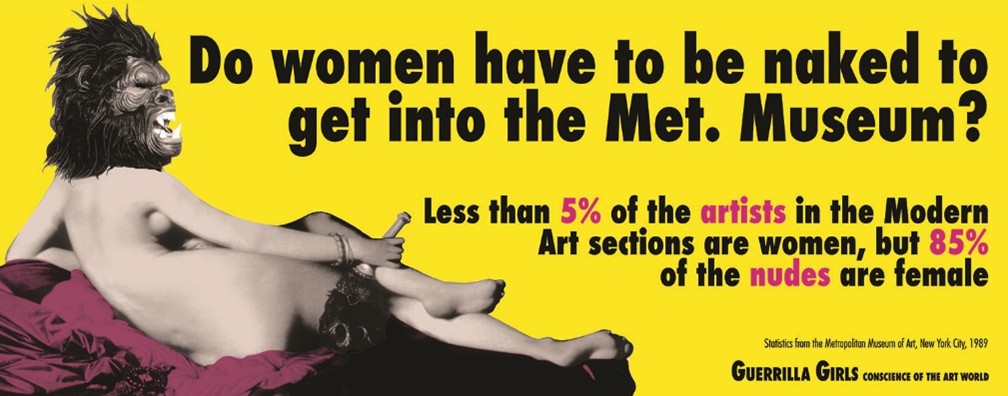 Do women have to be naked to
get into the Met. Museum?
Less than 5% of the artists in the Modern
Art sections are women, but 85%
of the nudes are female
Statistics from the Metropolitan Museum of Art, New York City, 1989
GUERRILLA GIRLS CONSCIENCE OF THE ART WORLD